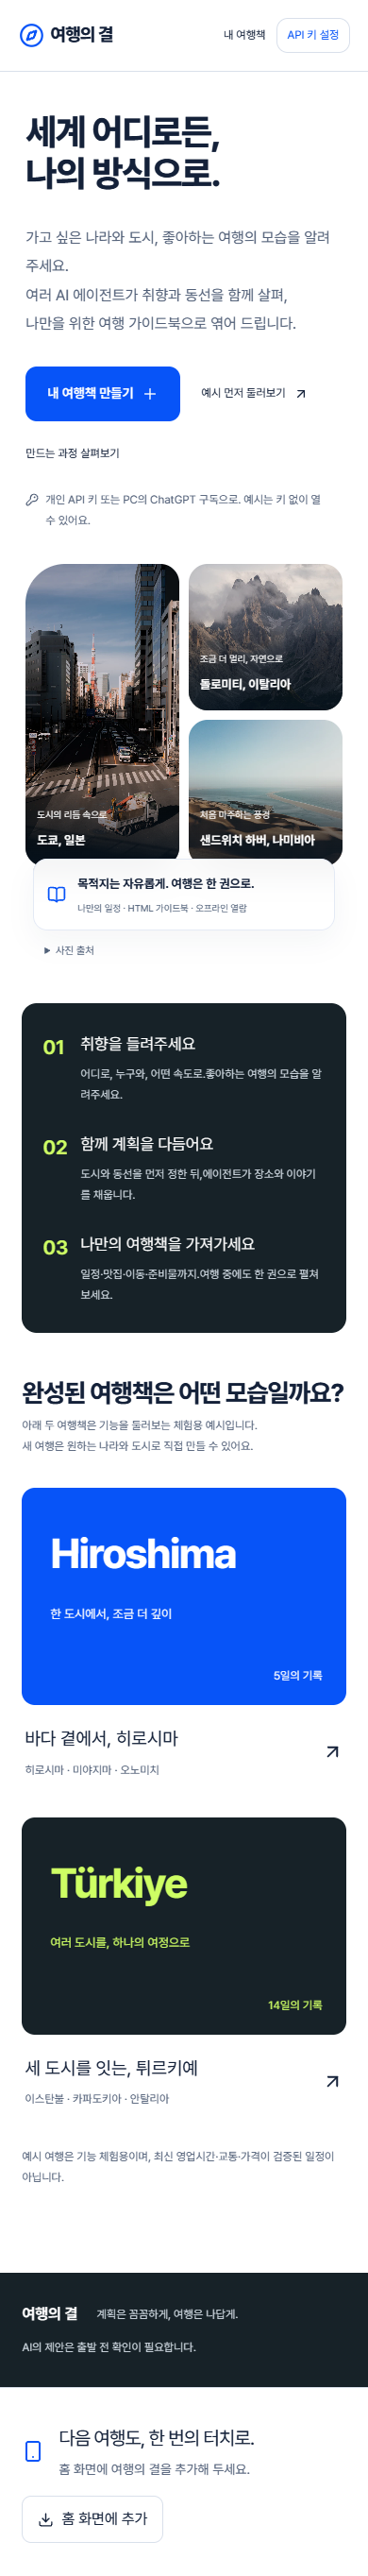 여행의 결
내 여행책
API 키 설정
세계 어디로든,
나의 방식으로.
가고 싶은 나라와 도시, 좋아하는 여행의 모습을 알려
주세요.
여러 AI 에이전트가 취향과 동선을 함께 살펴,
나만을 위한 여행 가이드북으로 엮어 드립니다.
내 여행책 만들기
예시 먼저 둘러보기
만드는 과정 살펴보기
개인 API 키 또는 PC의 ChatGPT 구독으로. 예시는 키 없이 열
수 있어요.
도시의 리듬 속으로
도쿄, 일본
조금 더 멀리, 자연으로
돌로미티, 이탈리아
처음 마주하는 풍경
샌드위치 하버, 나미비아
목적지는 자유롭게. 여행은 한 권으로.
나만의 일정 · HTML 가이드북 · 오프라인 열람
사진 출처
01
취향을 들려주세요
어디로, 누구와, 어떤 속도로.좋아하는 여행의 모습을 알
려주세요.
02
함께 계획을 다듬어요
도시와 동선을 먼저 정한 뒤,에이전트가 장소와 이야기
를 채웁니다.
03
나만의 여행책을 가져가세요
일정·맛집·이동·준비물까지.여행 중에도 한 권으로 펼쳐
보세요.
완성된 여행책은 어떤 모습일까요?
아래 두 여행책은 기능을 둘러보는 체험용 예시입니다.
새 여행은 원하는 나라와 도시로 직접 만들 수 있어요.
Hiroshima
한 도시에서, 조금 더 깊이
5일의 기록
바다 곁에서, 히로시마
히로시마 · 미야지마 · 오노미치
Türkiye
여러 도시를, 하나의 여정으로
14일의 기록
세 도시를 잇는, 튀르키예
이스탄불 · 카파도키아 · 안탈리아
예시 여행은 기능 체험용이며, 최신 영업시간·교통·가격이 검증된 일정이
아닙니다.
여행의 결
계획은 꼼꼼하게, 여행은 나답게.
AI의 제안은 출발 전 확인이 필요합니다.
다음 여행도, 한 번의 터치로.
홈 화면에 여행의 결을 추가해 두세요.
홈 화면에 추가